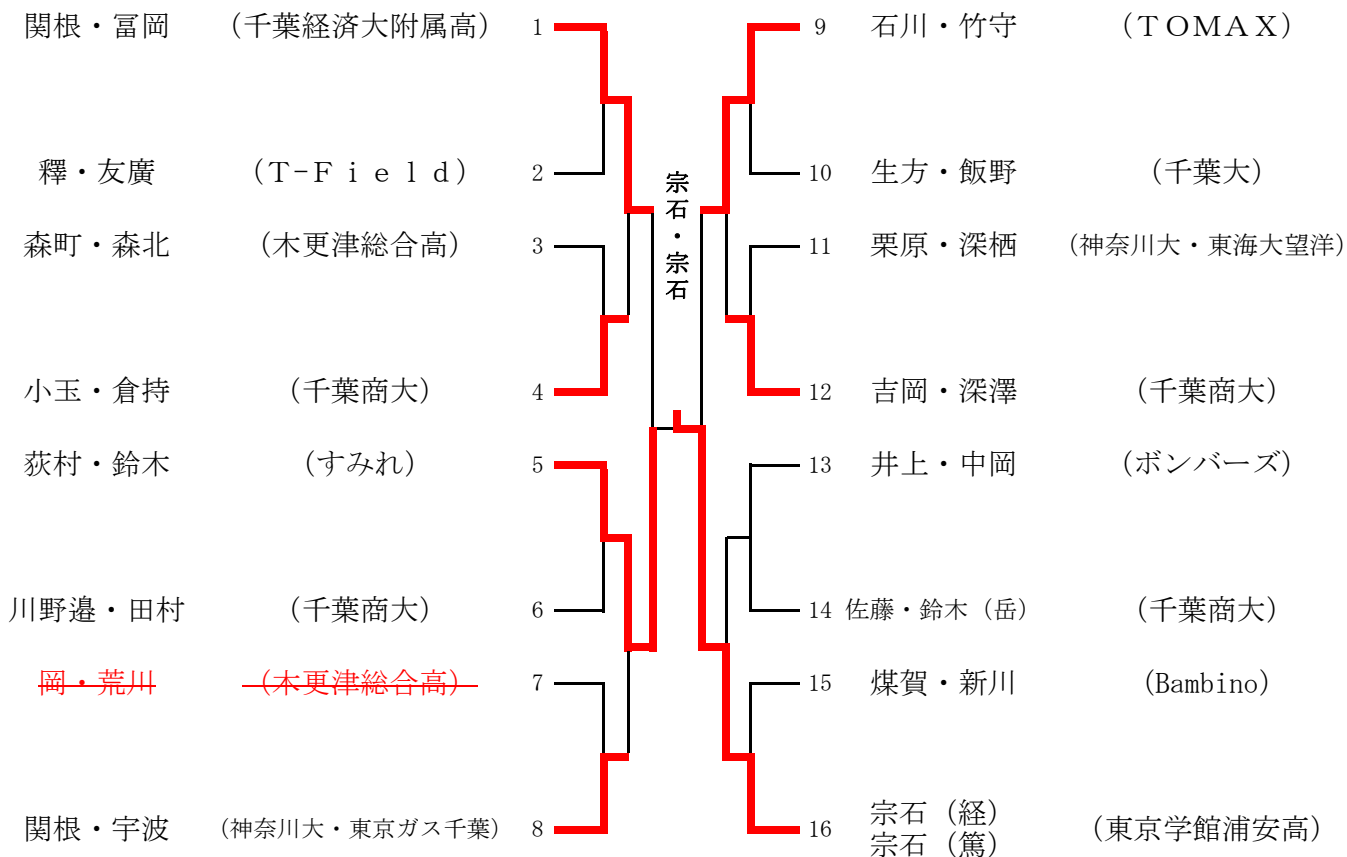 関根・冨岡 （千葉経済大附属高） 1
釋・友廣 （Ｔ-Ｆｉｅｌｄ） 2
森町・森北 （木更津総合高） 3
小玉・倉持 （千葉商大） 4
荻村・鈴木 （すみれ） 5
川野邉・田村 （千葉商大） 6
岡・荒川 （木更津総合高） 7
関根・宇波 （神奈川大・東京ガス千葉） 8
宗石・宗石
9 石川・竹守 （ＴＯＭＡＸ）
10 生方・飯野 （千葉大）
11 栗原・深栖 （神奈川大・東海大望洋）
12 吉岡・深澤 （千葉商大）
13 井上・中岡 （ボンバーズ）
14 佐藤・鈴木（岳） （千葉商大）
15 煤賀・新川 （Bambino）
16 宗石（経）
宗石（篤） （東京学館浦安高）